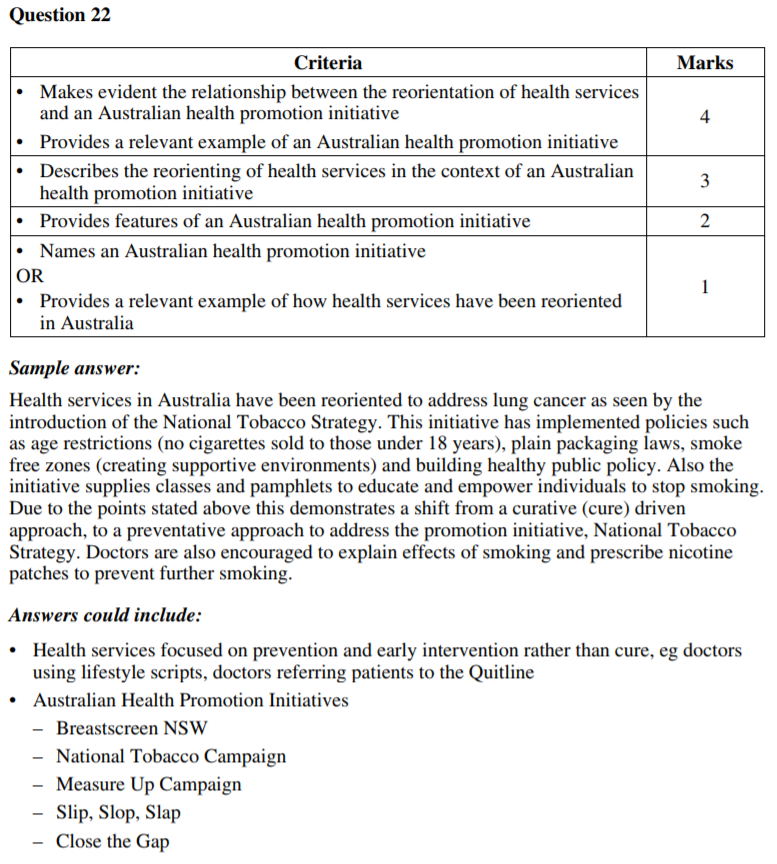 Question 22
Criteria Marks
• Makes evident the relationship between the reorientation of health services
and an Australian health promotion initiative
• Provides a relevant example of an Australian health promotion initiative
4
• Describes the reorienting of health services in the context of an Australian
health promotion initiative
3
• Provides features of an Australian health promotion initiative
2
• Names an Australian health promotion initiative
OR
• Provides a relevant example of how health services have been reoriented
in Australia
1
Sample answer:
Health services in Australia have been reoriented to address lung cancer as seen by the
introduction of the National Tobacco Strategy. This initiative has implemented policies such
as age restrictions (no cigarettes sold to those under 18 years), plain packaging laws, smoke
free zones (creating supportive environments) and building healthy public policy. Also the
initiative supplies classes and pamphlets to educate and empower individuals to stop smoking.
Due to the points stated above this demonstrates a shift from a curative (cure) driven
approach, to a preventative approach to address the promotion initiative, National Tobacco
Strategy. Doctors are also encouraged to explain effects of smoking and prescribe nicotine
patches to prevent further smoking.
Answers could include:
• Health services focused on prevention and early intervention rather than cure, eg doctors
using lifestyle scripts, doctors referring patients to the Quitline
• Australian Health Promotion Initiatives
– Breastscreen NSW
– National Tobacco Campaign
– Measure Up Campaign
– Slip, Slop, Slap
– Close the Gap